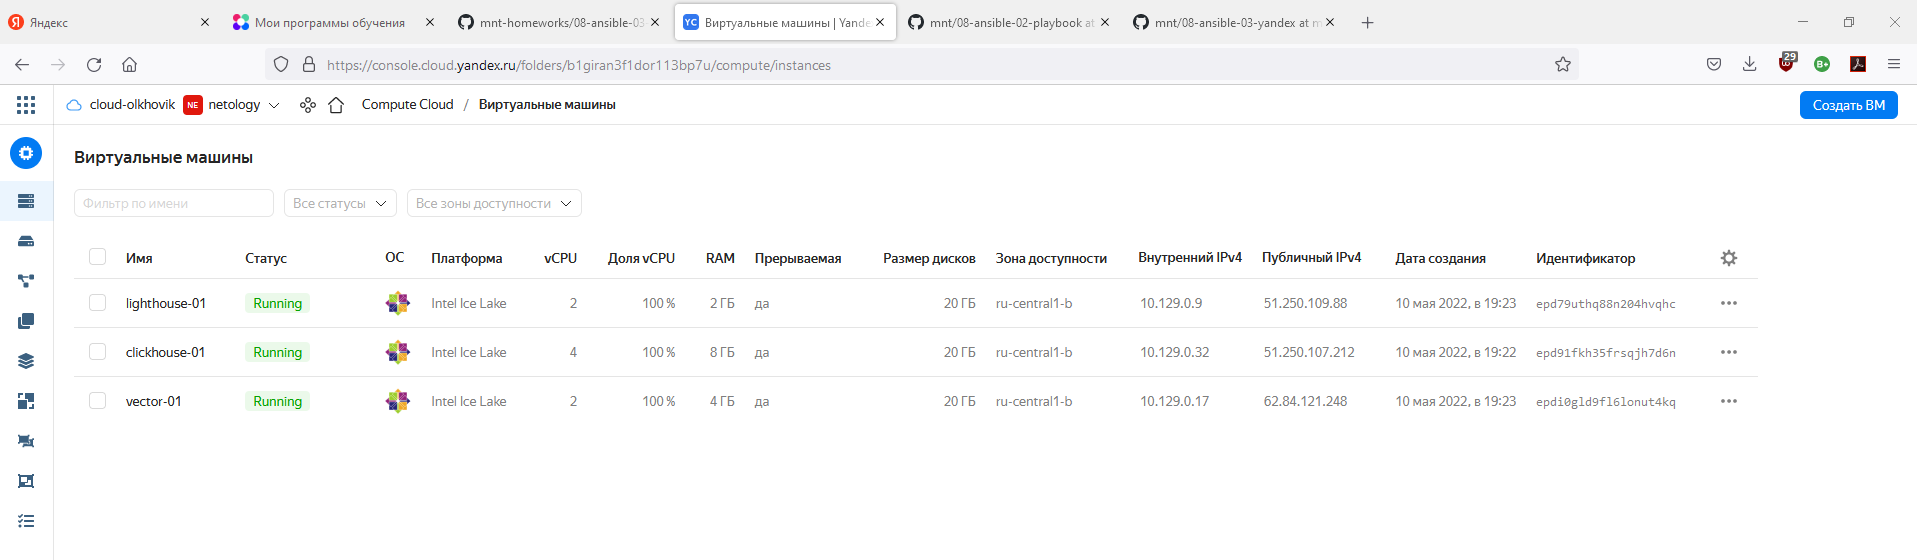 Яндекс
Мои программы обучения
mnt-homeworks/08-ansible-03
YC Виртуальные машины | Yande
mnt/08-ansible-02-playbook at
mnt/08-ansible-03-yandex at m
https://console.cloud.yandex.ru/folders/b1giran3f1dor113bp7u/compute/instances
29
B+
cloud-olkhovik NE netology Compute Cloud / Виртуальные машины Создать ВМ
Виртуальные машины
Фильтр по имени Все статусы Все зоны доступности
Имя Статус ОС Платформа vCPU Доля vCPU RAM Прерываемая Размер дисков Зона доступности Внутренний IPv4 Публичный IPv4 Дата создания Идентификатор
lighthouse-01 Running Intel Ice Lake 2 100 % 2 ГБ да 20 ГБ ru-central1-b 10.129.0.9 51.250.109.88 10 мая 2022, в 19:23 epd79uthq88n204hvqhc
clickhouse-01 Running Intel Ice Lake 4 100 % 8 ГБ да 20 ГБ ru-central1-b 10.129.0.32 51.250.107.212 10 мая 2022, в 19:22 epd91fkh35frsqjh7d6n
vector-01 Running Intel Ice Lake 2 100 % 4 ГБ да 20 ГБ ru-central1-b 10.129.0.17 62.84.121.248 10 мая 2022, в 19:23 epdi0gld9fl6lonut4kq